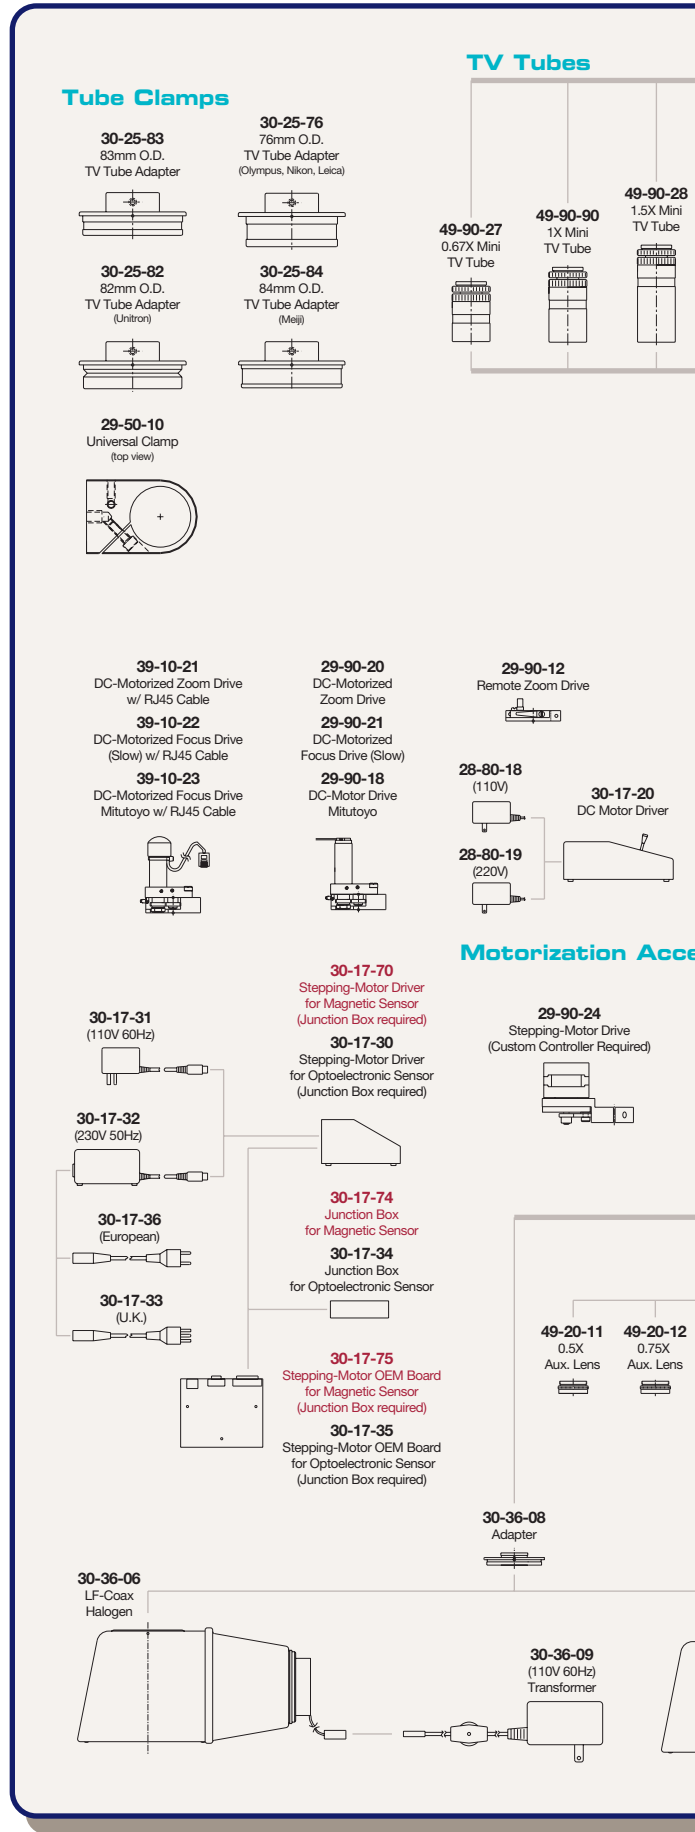 TV Tubes
Tube Clamps
30-25-83
83mm O.D.
TV Tube Adapter
30-25-76
76mm O.D.
TV Tube Adapter
(Olympus, Nikon, Leica)
49-90-27
0.67X Mini
TV Tube
49-90-90
1X Mini
TV Tube
49-90-28
1.5X Mini
TV Tube
30-25-82
82mm O.D.
TV Tube Adapter
(Unitron)
30-25-84
84mm O.D.
TV Tube Adapter
(Meiji)
29-50-10
Universal Clamp
(top view)
39-10-21
DC-Motorized Zoom Drive
w/ RJ45 Cable
39-10-22
DC-Motorized Focus Drive
(Slow) w/ RJ45 Cable
39-10-23
DC-Motorized Focus Drive
Mitutoyo w/ RJ45 Cable
29-90-20
DC-Motorized
Zoom Drive
29-90-21
DC-Motorized
Focus Drive (Slow)
29-90-18
DC-Motor Drive
Mitutoyo
29-90-12
Remote Zoom Drive
28-80-18
(110V)
28-80-19
(220V)
30-17-20
DC Motor Driver
Motorization Acce
30-17-70
Stepping-Motor Driver
for Magnetic Sensor
(Junction Box required)
30-17-30
Stepping-Motor Driver
for Optoelectronic Sensor
(Junction Box required)
29-90-24
Stepping-Motor Drive
(Custom Controller Required)
30-17-31
(110V 60Hz)
30-17-32
(230V 50Hz)
30-17-36
(European)
30-17-33
(U.K.)
30-17-74
Junction Box
for Magnetic Sensor
30-17-34
Junction Box
for Optoelectronic Sensor
30-17-75
Stepping-Motor OEM Board
for Magnetic Sensor
(Junction Box required)
30-17-35
Stepping-Motor OEM Board
for Optoelectronic Sensor
(Junction Box required)
49-20-11
0.5X
Aux. Lens
49-20-12
0.75X
Aux. Lens
30-36-08
Adapter
30-36-06
LF-Coax
Halogen
30-36-09
(110V 60Hz)
Transformer